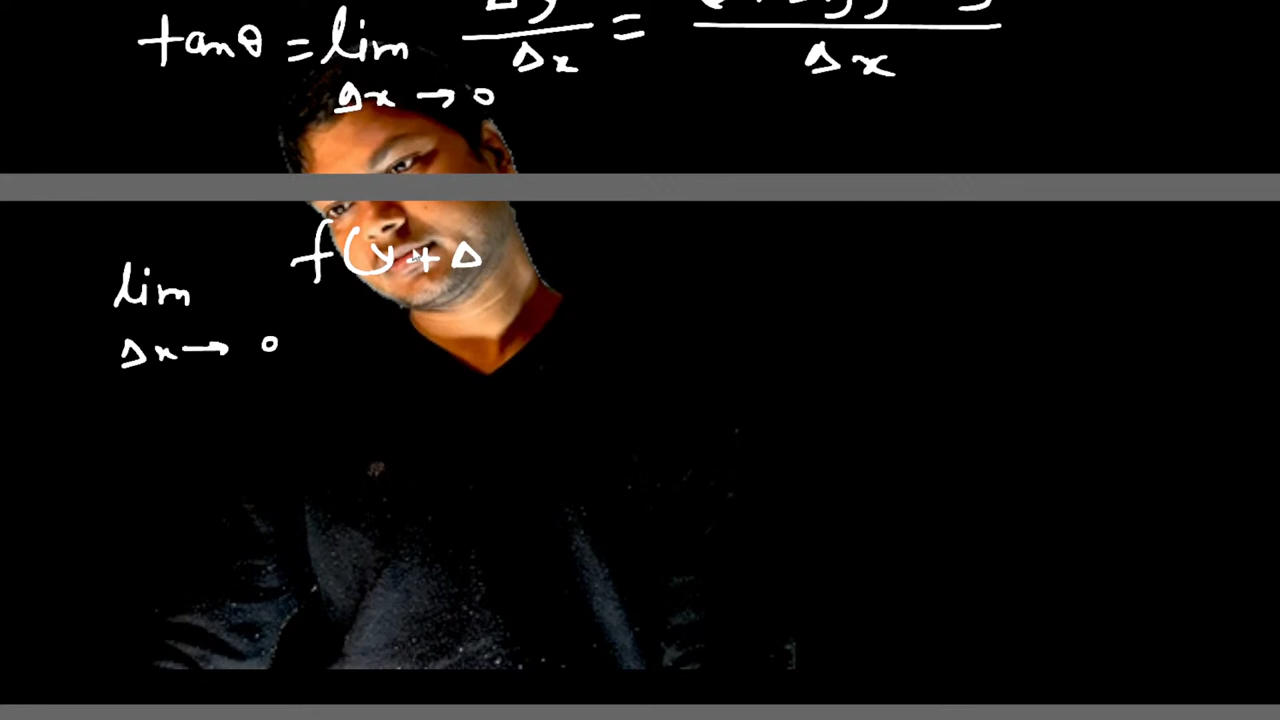 tanθ = lim Δy/Δx = Δx
Δx → 0
f(x + Δ
lim
Δx → 0